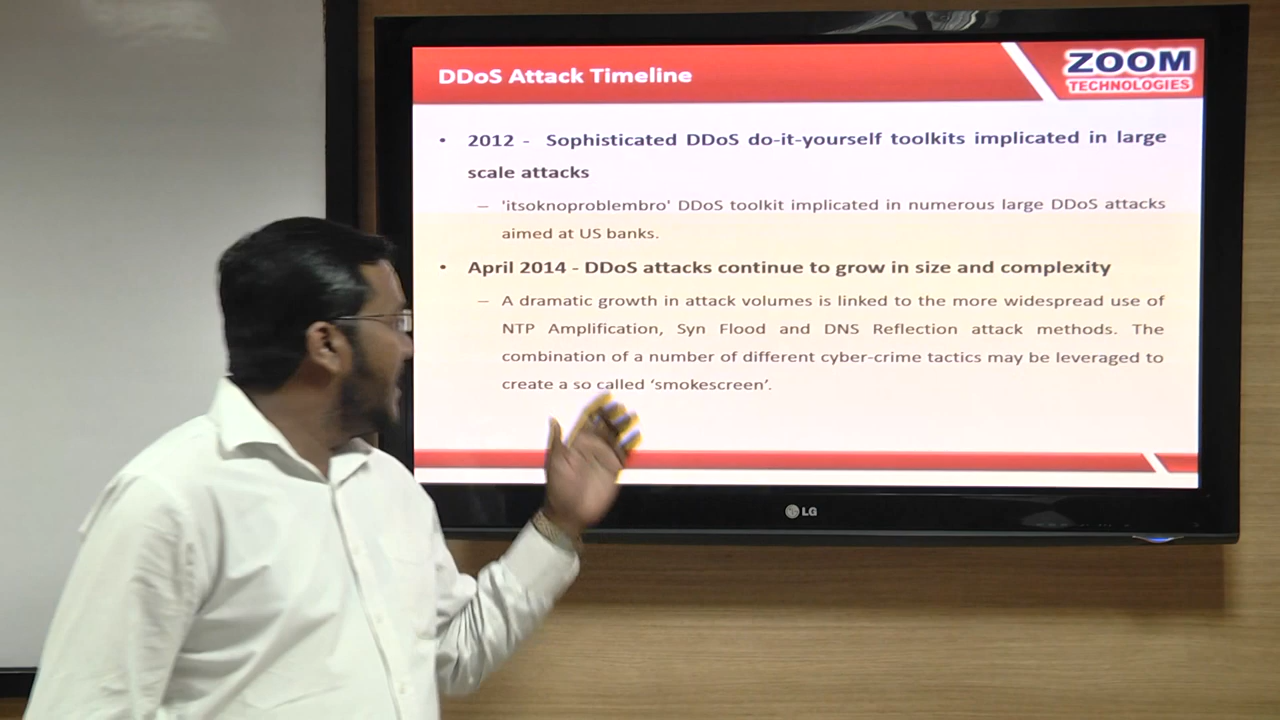 DDoS Attack Timeline
ZOOM
TECHNOLOGIES
• 2012 - Sophisticated DDoS do-it-yourself toolkits implicated in large
scale attacks
– 'itsoknoproblembro' DDoS toolkit implicated in numerous large DDoS attacks
aimed at US banks.
• April 2014 - DDoS attacks continue to grow in size and complexity
– A dramatic growth in attack volumes is linked to the more widespread use of
NTP Amplification, Syn Flood and DNS Reflection attack methods. The
combination of a number of different cyber-crime tactics may be leveraged to
create a so called ‘smokescreen’.
LG